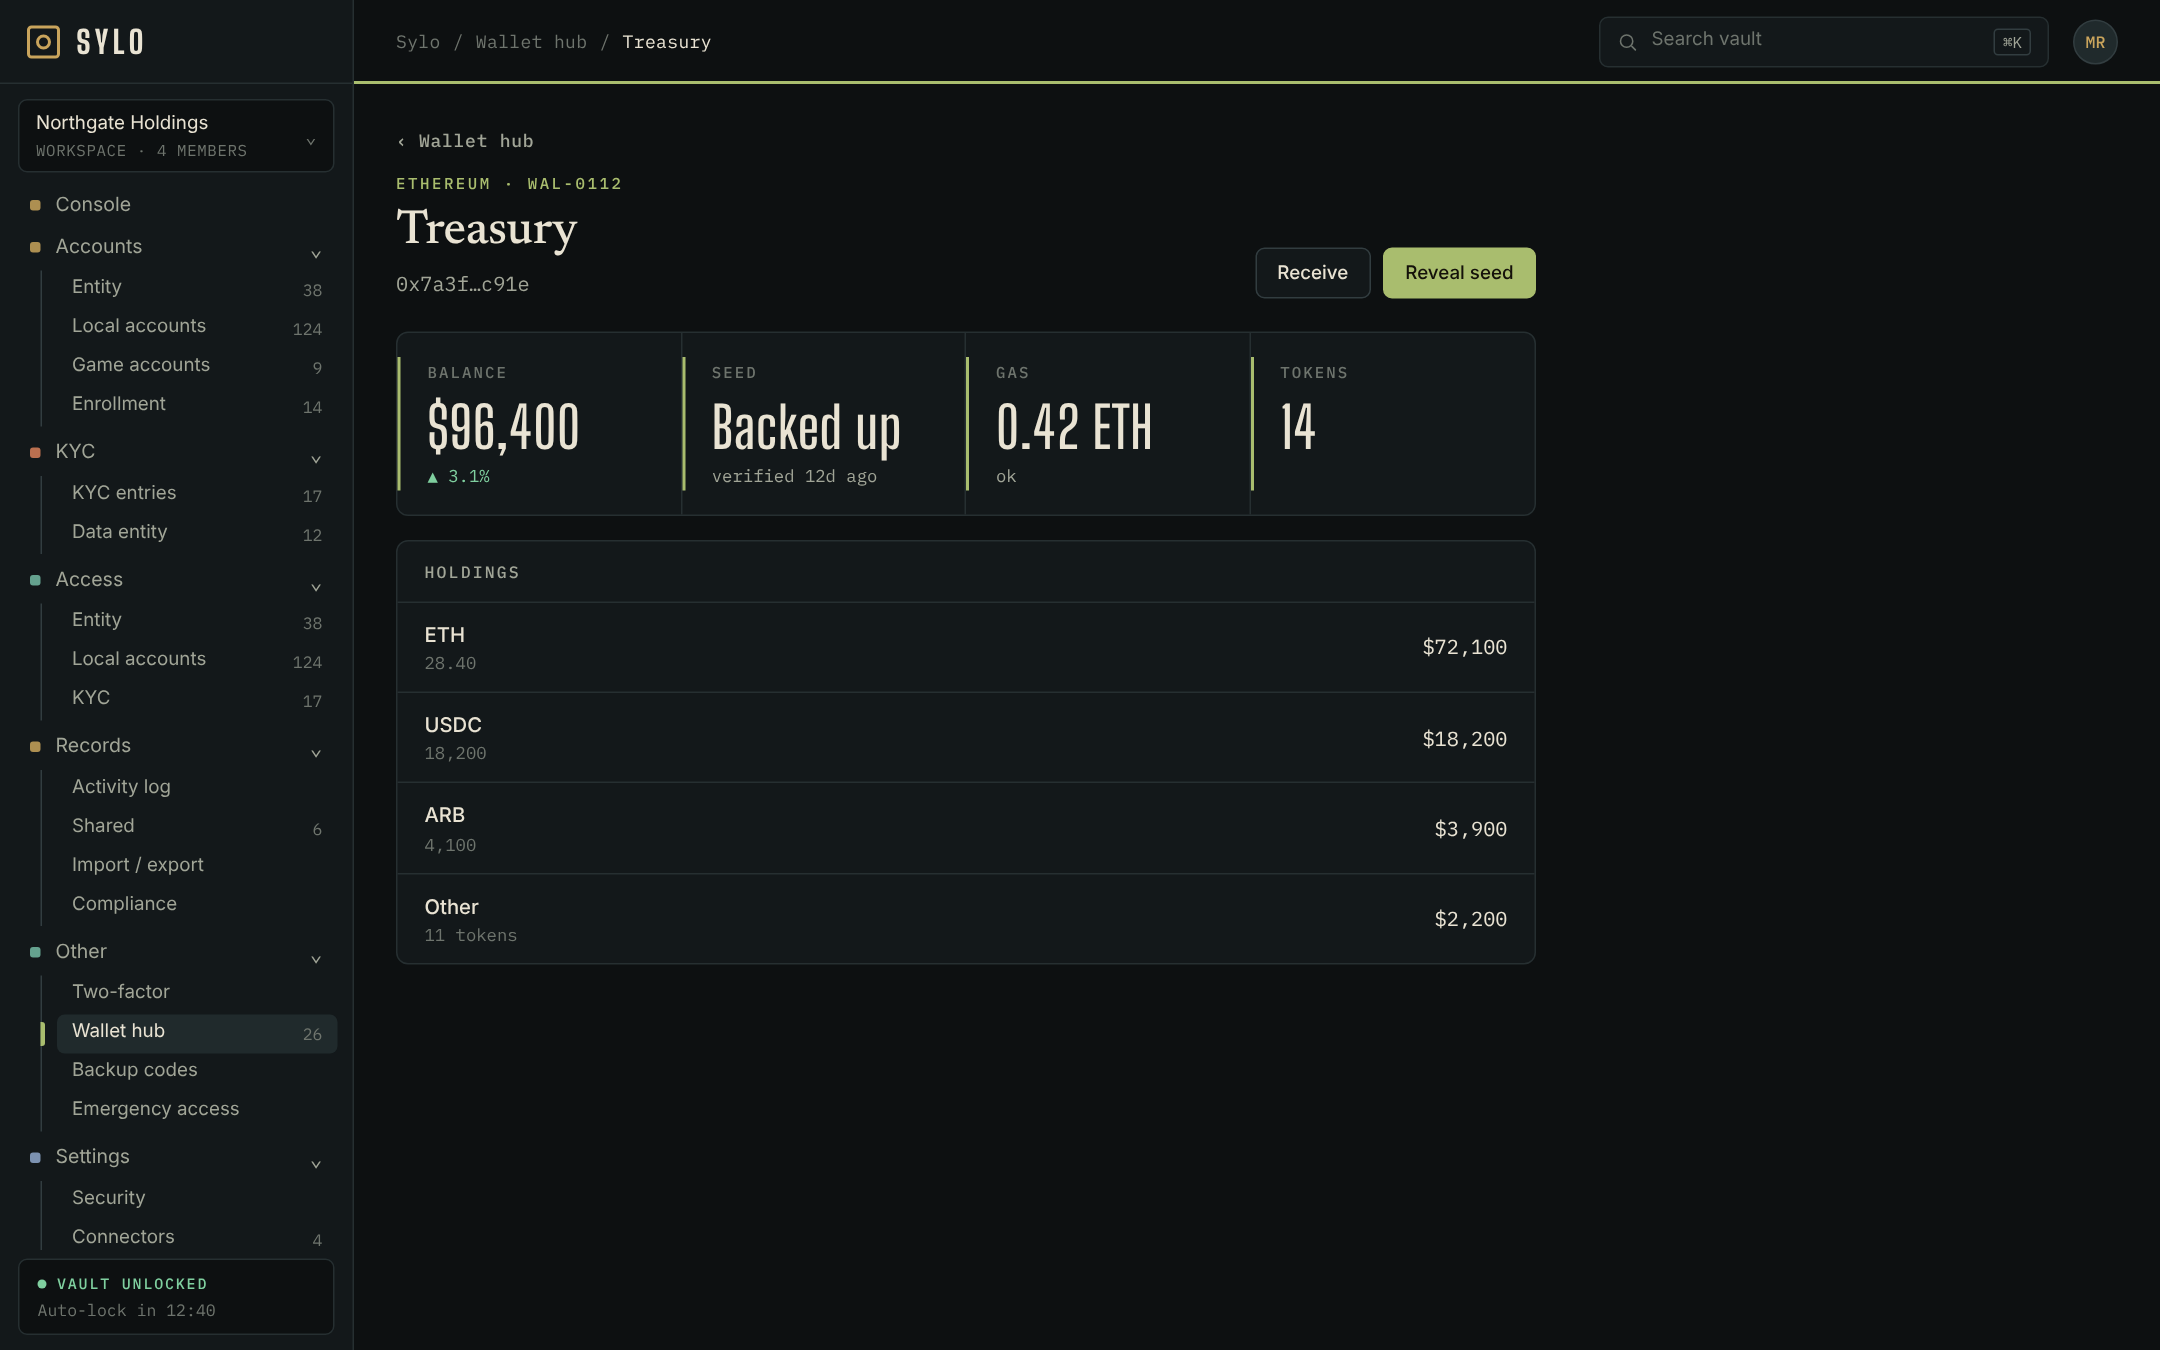 SYLO
Northgate Holdings
WORKSPACE · 4 MEMBERS
Console
Accounts
Entity 38
Local accounts 124
Game accounts 9
Enrollment 14
KYC
KYC entries 17
Data entity 12
Access
Entity 38
Local accounts 124
KYC 17
Records
Activity log
Shared 6
Import / export
Compliance
Other
Two-factor
Wallet hub 26
Backup codes
Emergency access
Settings
Security
Connectors 4
VAULT UNLOCKED
Auto-lock in 12:40
Sylo / Wallet hub / Treasury
Search vault ⌘K
MR
‹ Wallet hub
ETHEREUM · WAL-0112
Treasury
0x7a3f…c91e
Receive
Reveal seed
BALANCE
$96,400
▲ 3.1%
SEED
Backed up
verified 12d ago
GAS
0.42 ETH
ok
TOKENS
14
HOLDINGS
ETH
28.40
$72,100
USDC
18,200
$18,200
ARB
4,100
$3,900
Other
11 tokens
$2,200